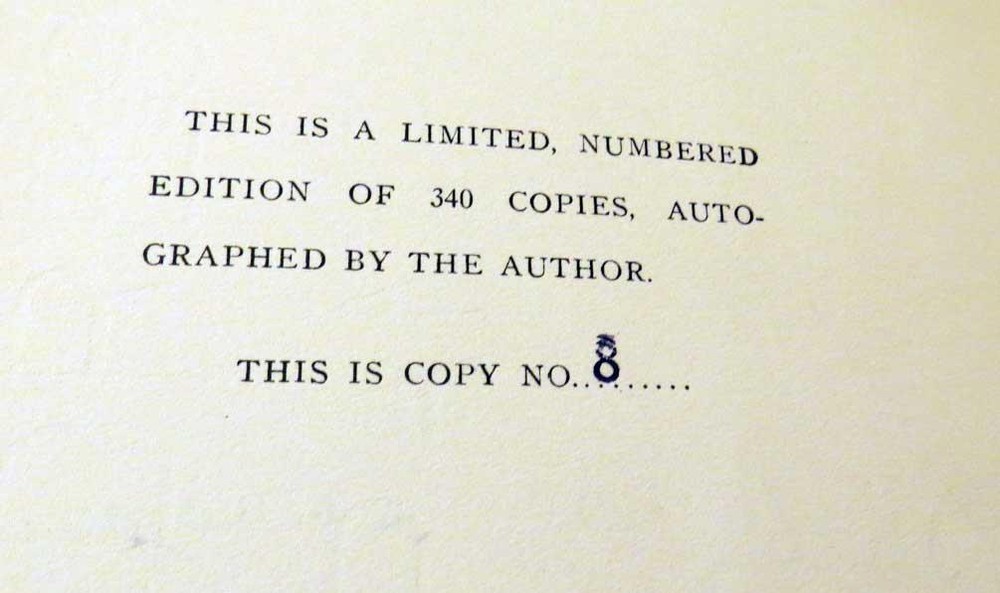 THIS IS A LIMITED, NUMBERED
EDITION OF 340 COPIES, AUTO-
GRAPHED BY THE AUTHOR.
THIS IS COPY NO..8......